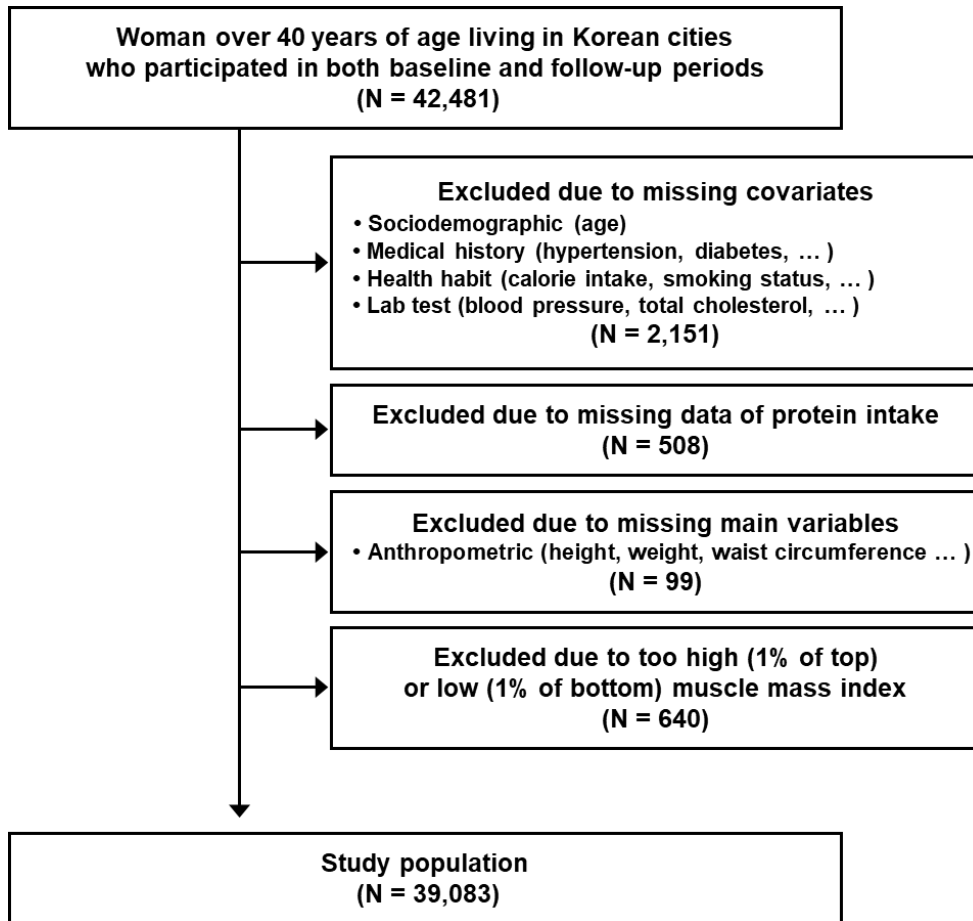 Woman over 40 years of age living in Korean cities
who participated in both baseline and follow-up periods
(N = 42,481)
Excluded due to missing covariates
• Sociodemographic (age)
• Medical history (hypertension, diabetes, … )
• Health habit (calorie intake, smoking status, … )
• Lab test (blood pressure, total cholesterol, … )
(N = 2,151)
Excluded due to missing data of protein intake
(N = 508)
Excluded due to missing main variables
• Anthropometric (height, weight, waist circumference … )
(N = 99)
Excluded due to too high (1% of top)
or low (1% of bottom) muscle mass index
(N = 640)
Study population
(N = 39,083)